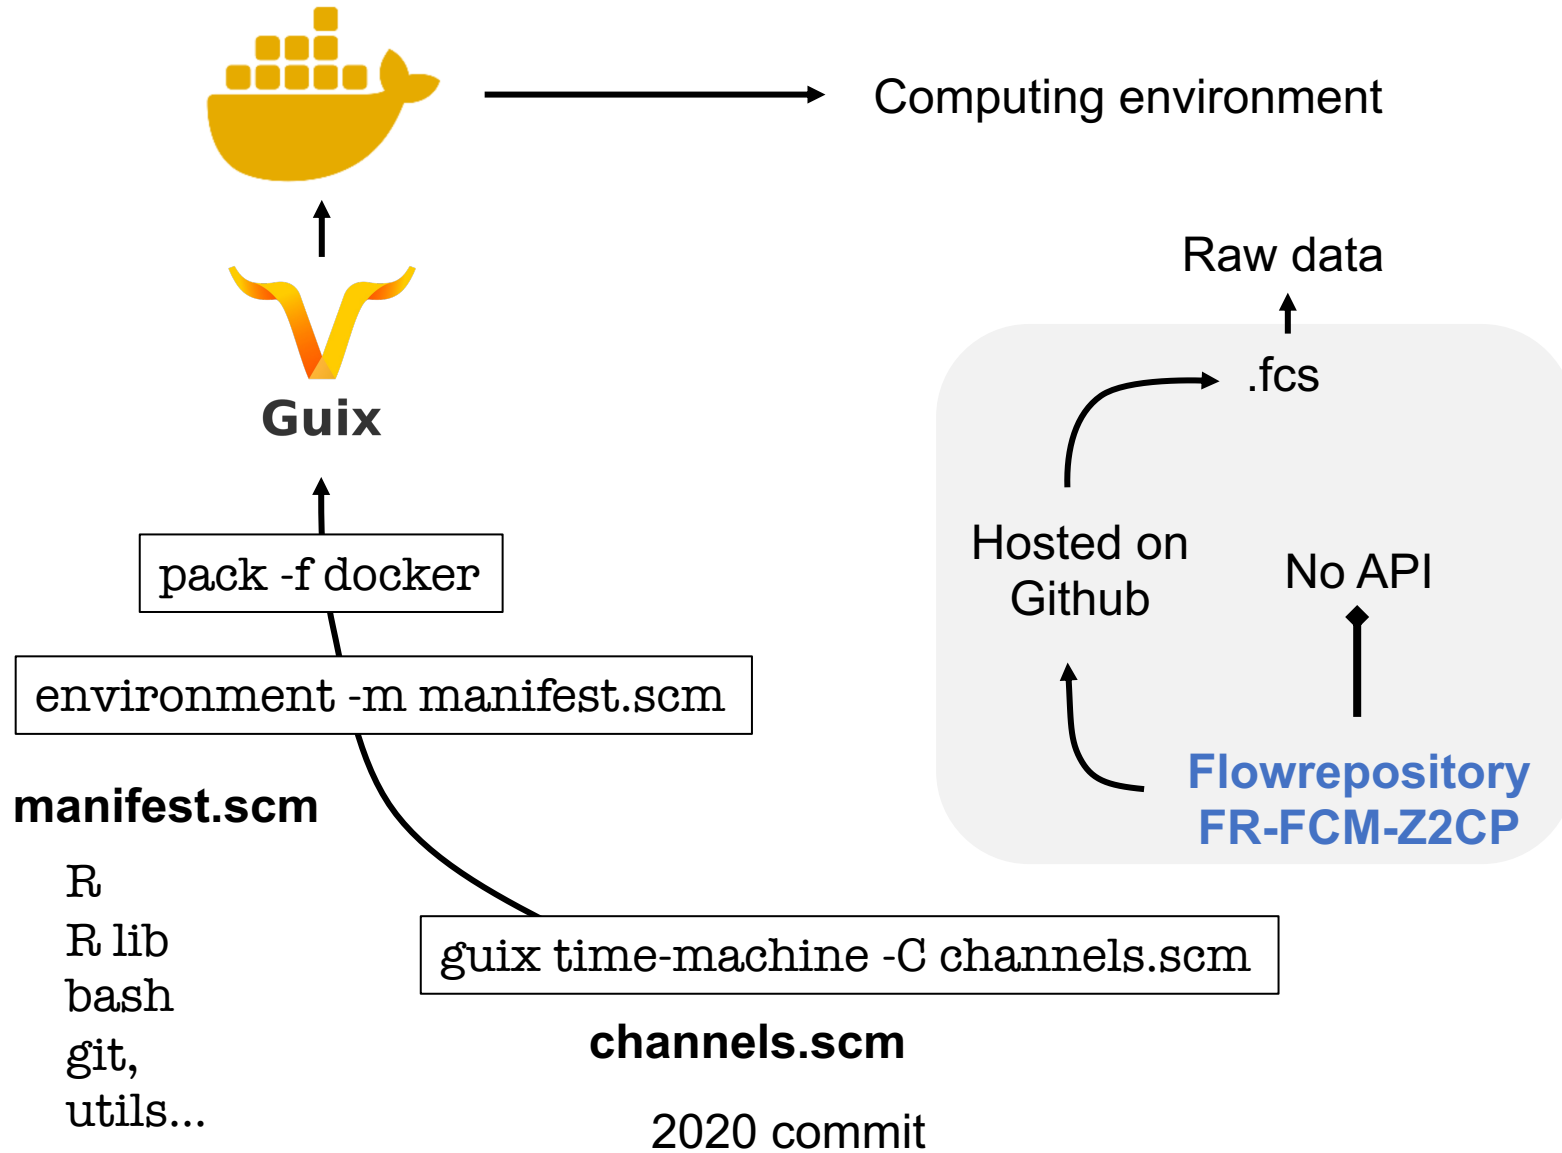 Computing environment
Raw data
.fcs
Guix
Hosted on
Github
No API
pack -f docker
environment -m manifest.scm
Flowrepository
FR-FCM-Z2CP
manifest.scm
R
R lib
bash
git,
utils...
guix time-machine -C channels.scm
channels.scm
2020 commit